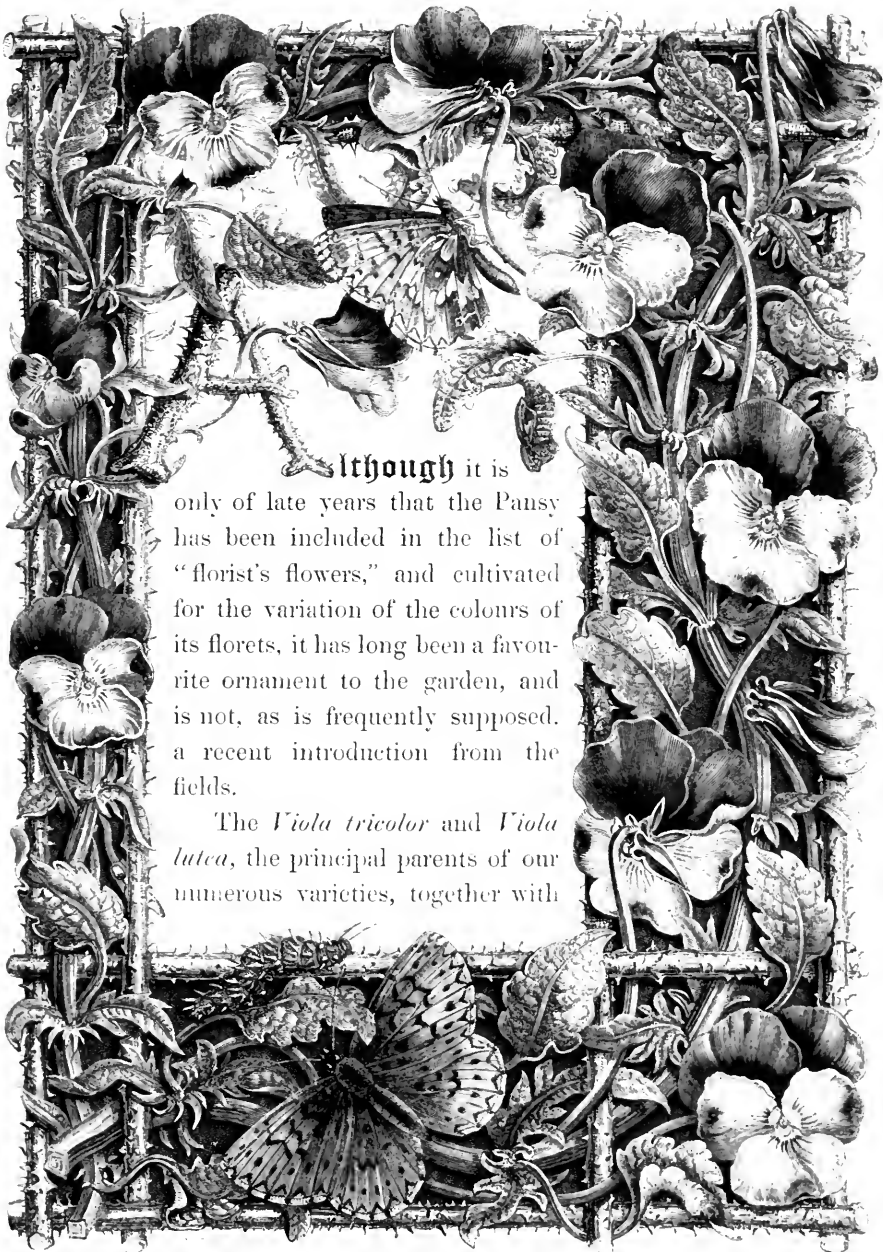 Although it is
only of late years that the Pansy
has been included in the list of
“florist's flowers,” and cultivated
for the variation of the colours of
its florets, it has long been a favou-
rite ornament to the garden, and
is not, as is frequently supposed.
a recent introduction from the
fields.
The Viola tricolor and Viola
lutea, the principal parents of our
numerous varieties, together with